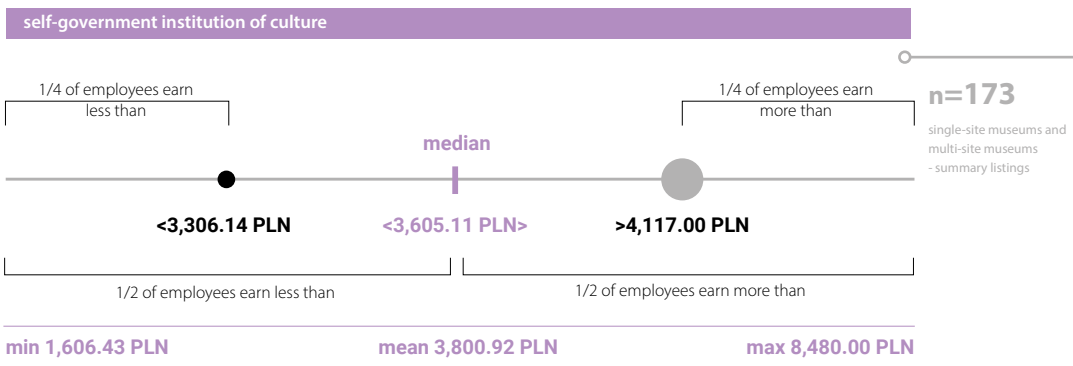 self-government institution of culture
1/4 of employees earn
less than
1/4 of employees earn
more than
n=173
single-site museums and
multi-site museums
- summary listings
median
<3,306.14 PLN
<3,605.11 PLN>
>4,117.00 PLN
1/2 of employees earn less than
1/2 of employees earn more than
min 1,606.43 PLN
mean 3,800.92 PLN
max 8,480.00 PLN